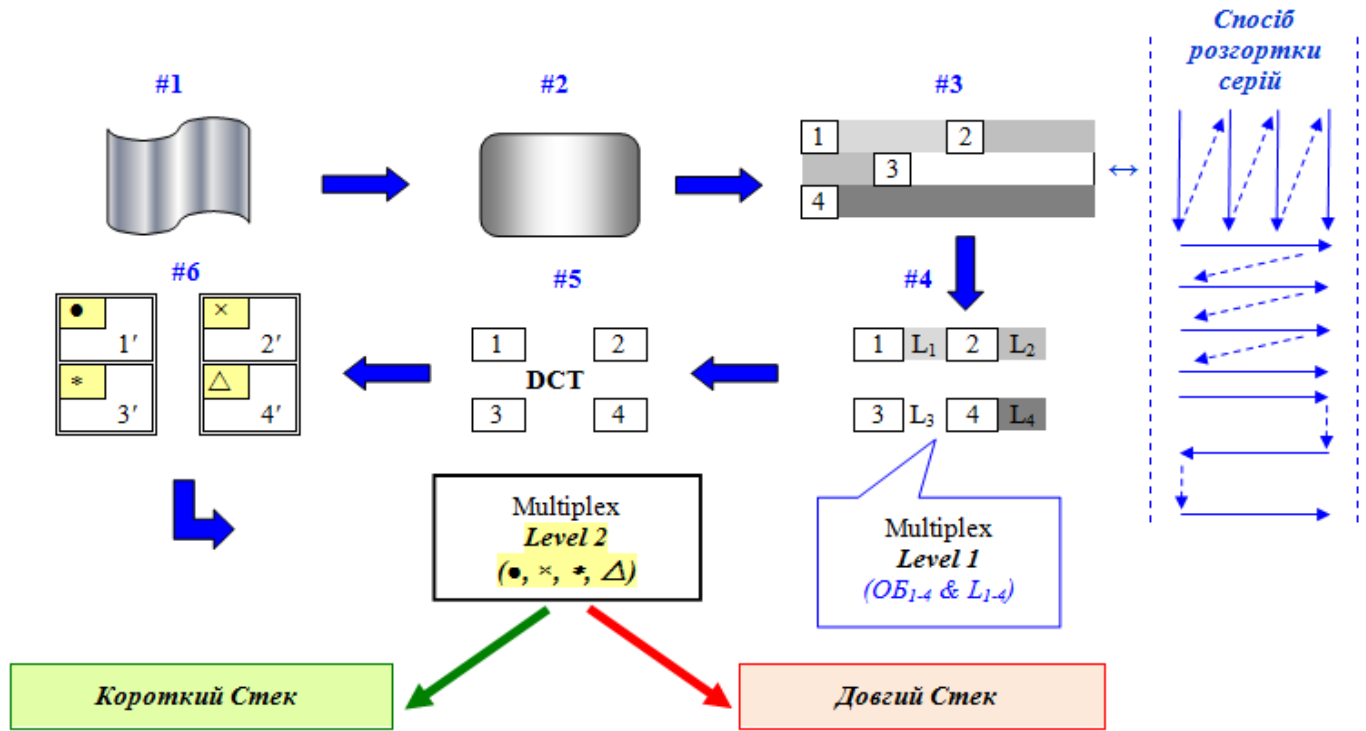 Спосіб
розгортки
серій
#1
#2
#3
1
2
3
4
↔
#6
#5
#4
● ×
1′ 2′
* △
3′ 4′
1 2
DCT
3 4
1 L₁ 2 L₂
3 L₃ 4 L₄
Multiplex
Level 2
(●, ×, *, △)
Multiplex
Level 1
(ОБ₁₋₄ & L₁₋₄)
Короткий Стек
Довгий Стек